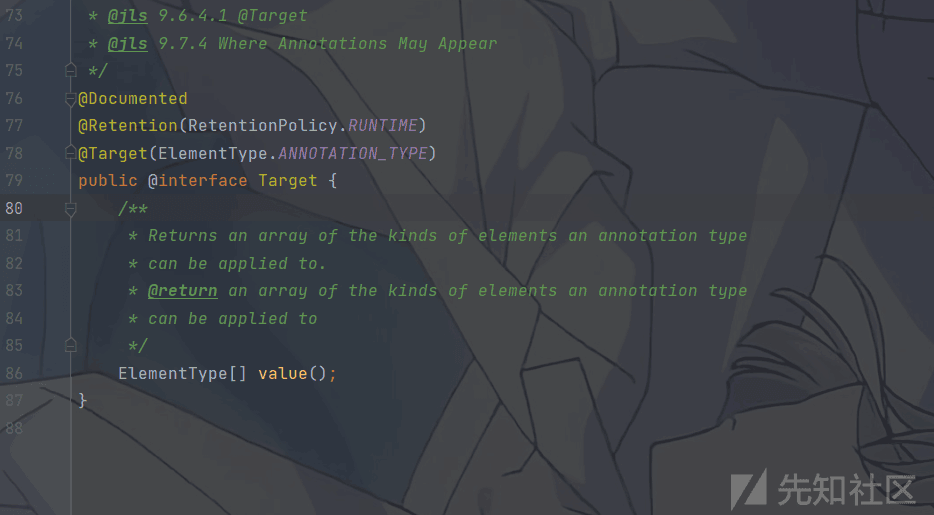 73 * @jls 9.6.4.1 @Target
74 * @jls 9.7.4 Where Annotations May Appear
75 */
76 @Documented
77 @Retention(RetentionPolicy.RUNTIME)
78 @Target(ElementType.ANNOTATION_TYPE)
79 public @interface Target {
80 /**
81 * Returns an array of the kinds of elements an annotation type
82 * can be applied to.
83 * @return an array of the kinds of elements an annotation type
84 * can be applied to
85 */
86 ElementType[] value();
87 }
88
先知社区